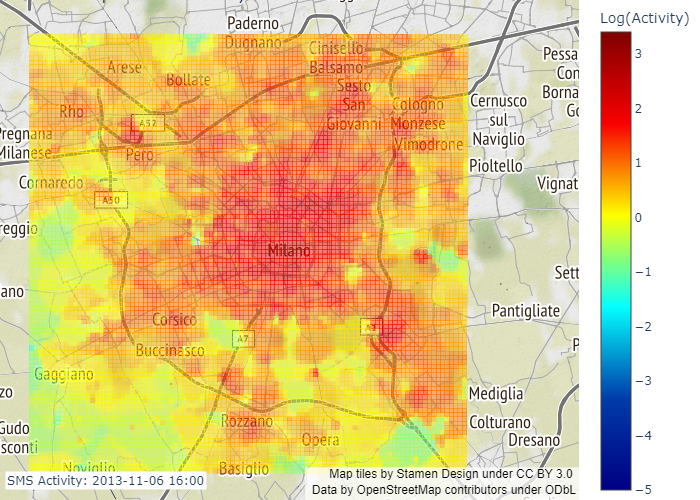 Log(Activity)
3
2
1
0
−1
−2
−3
−4
−5
Paderno
Dugnano
Cinisello
Balsamo
Arese
Bollate
Sesto
San
Giovanni
Cologno
Monzese
Vimodrone
Cernusco
sul
Naviglio
Pioltello
Pessa
Con
Borna
Go
Rho
A52
Pregnana
Milanese
Pero
Cornaredo
A50
Vignat
reggio
Milano
Sett
ano
Pantigliate
Corsico
A7
Buccinasco
P
Gaggiano
zo
Mediglia
Rozzano
Colturano
Dresano
Gudo
sconti
Opera
Noviglio
Basiglio
SMS Activity: 2013-11-06 16:00
Map tiles by Stamen Design under CC BY 3.0
Data by OpenStreetMap contributors under ODbL